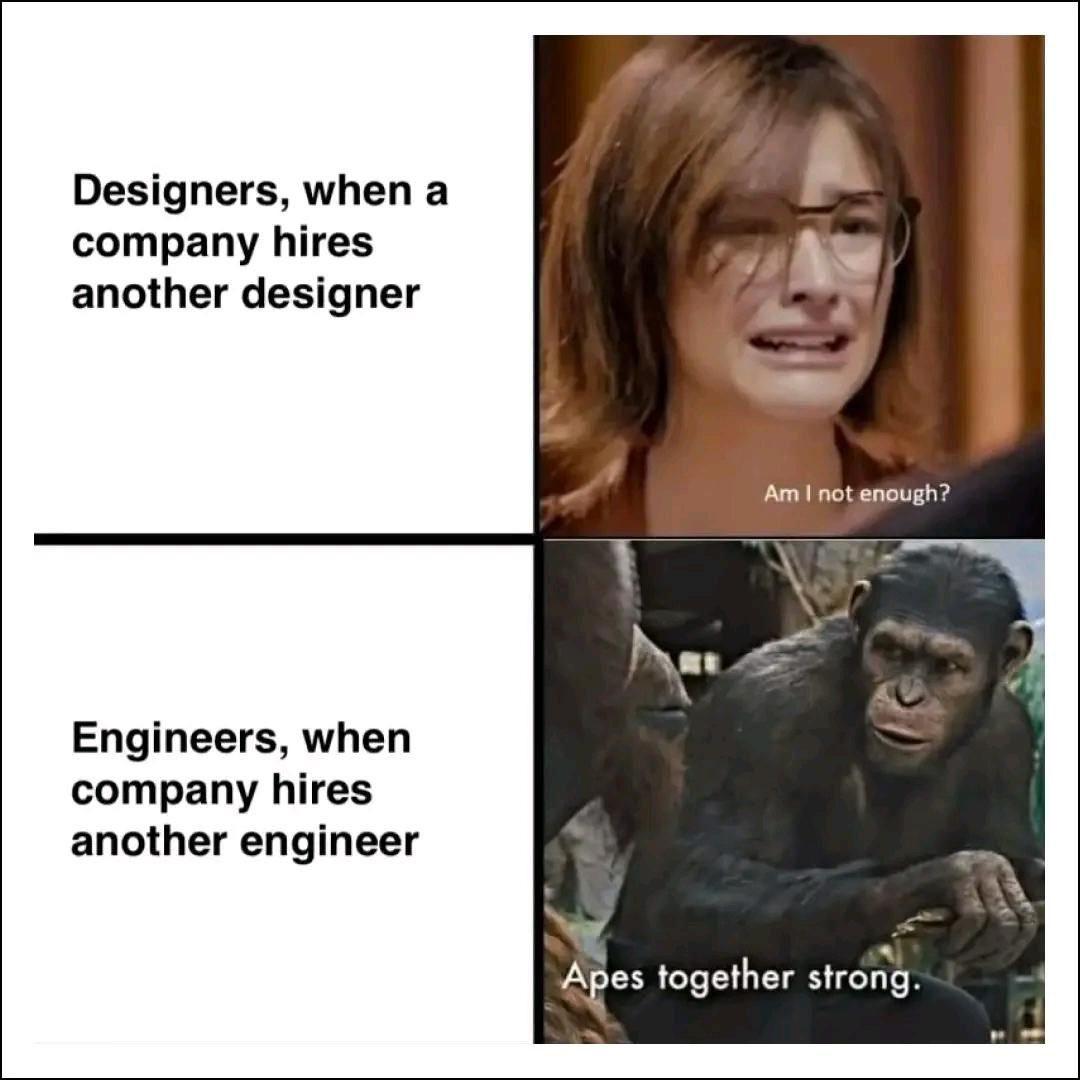 Designers, when a
company hires
another designer
Am I not enough?
Engineers, when
company hires
another engineer
Apes together strong.